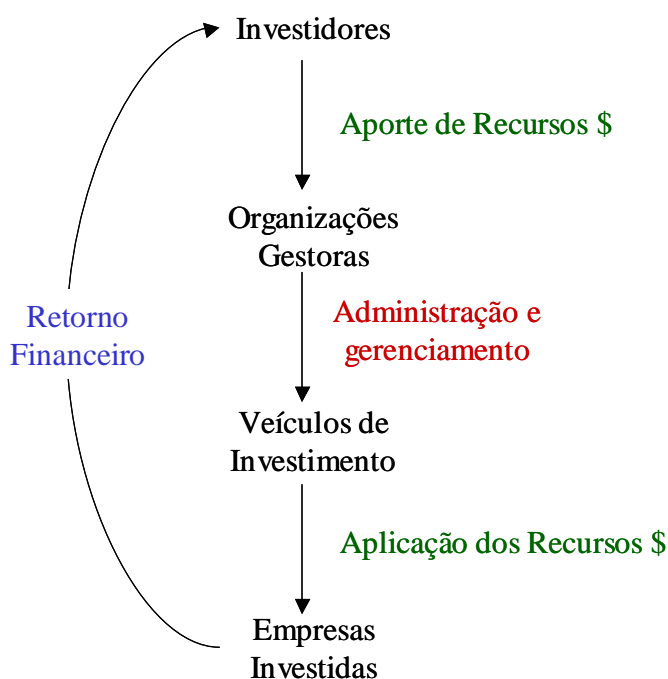 Investidores
Aporte de Recursos $
Organizações
Gestoras
Administração e
gerenciamento
Retorno
Financeiro
Veículos de
Investimento
Aplicação dos Recursos $
Empresas
Investidas